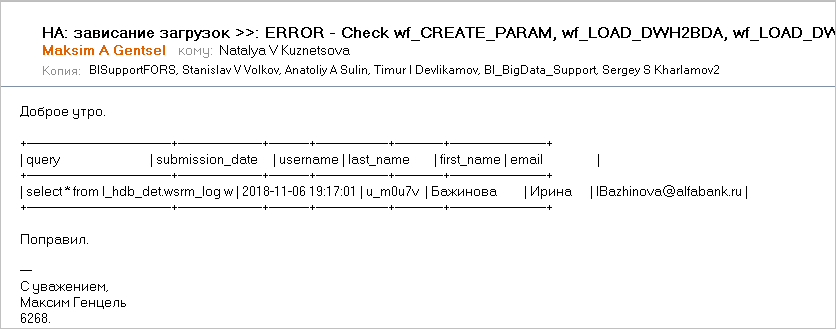 НА: зависание загрузок >>: ERROR - Check wf_CREATE_PARAM, wf_LOAD_DWH2BDA, wf_LOAD_DW
Maksim A Gentsel кому: Natalya V Kuznetsova
Копия: BISupportFORS, Stanislav V Volkov, Anatoliy A Sulin, Timur I Devlikamov, BI_BigData_Support, Sergey S Kharlamov2
Доброе утро.
| query | submission_date | username | last_name | first_name | email |
| select * from l_hdb_det.wsrm_log w | 2018-11-06 19:17:01 | u_m0u7v | Бажинова | Ирина | IBazhinova@alfabank.ru |
Поправил.
—
С уважением,
Максим Генцель
6268.